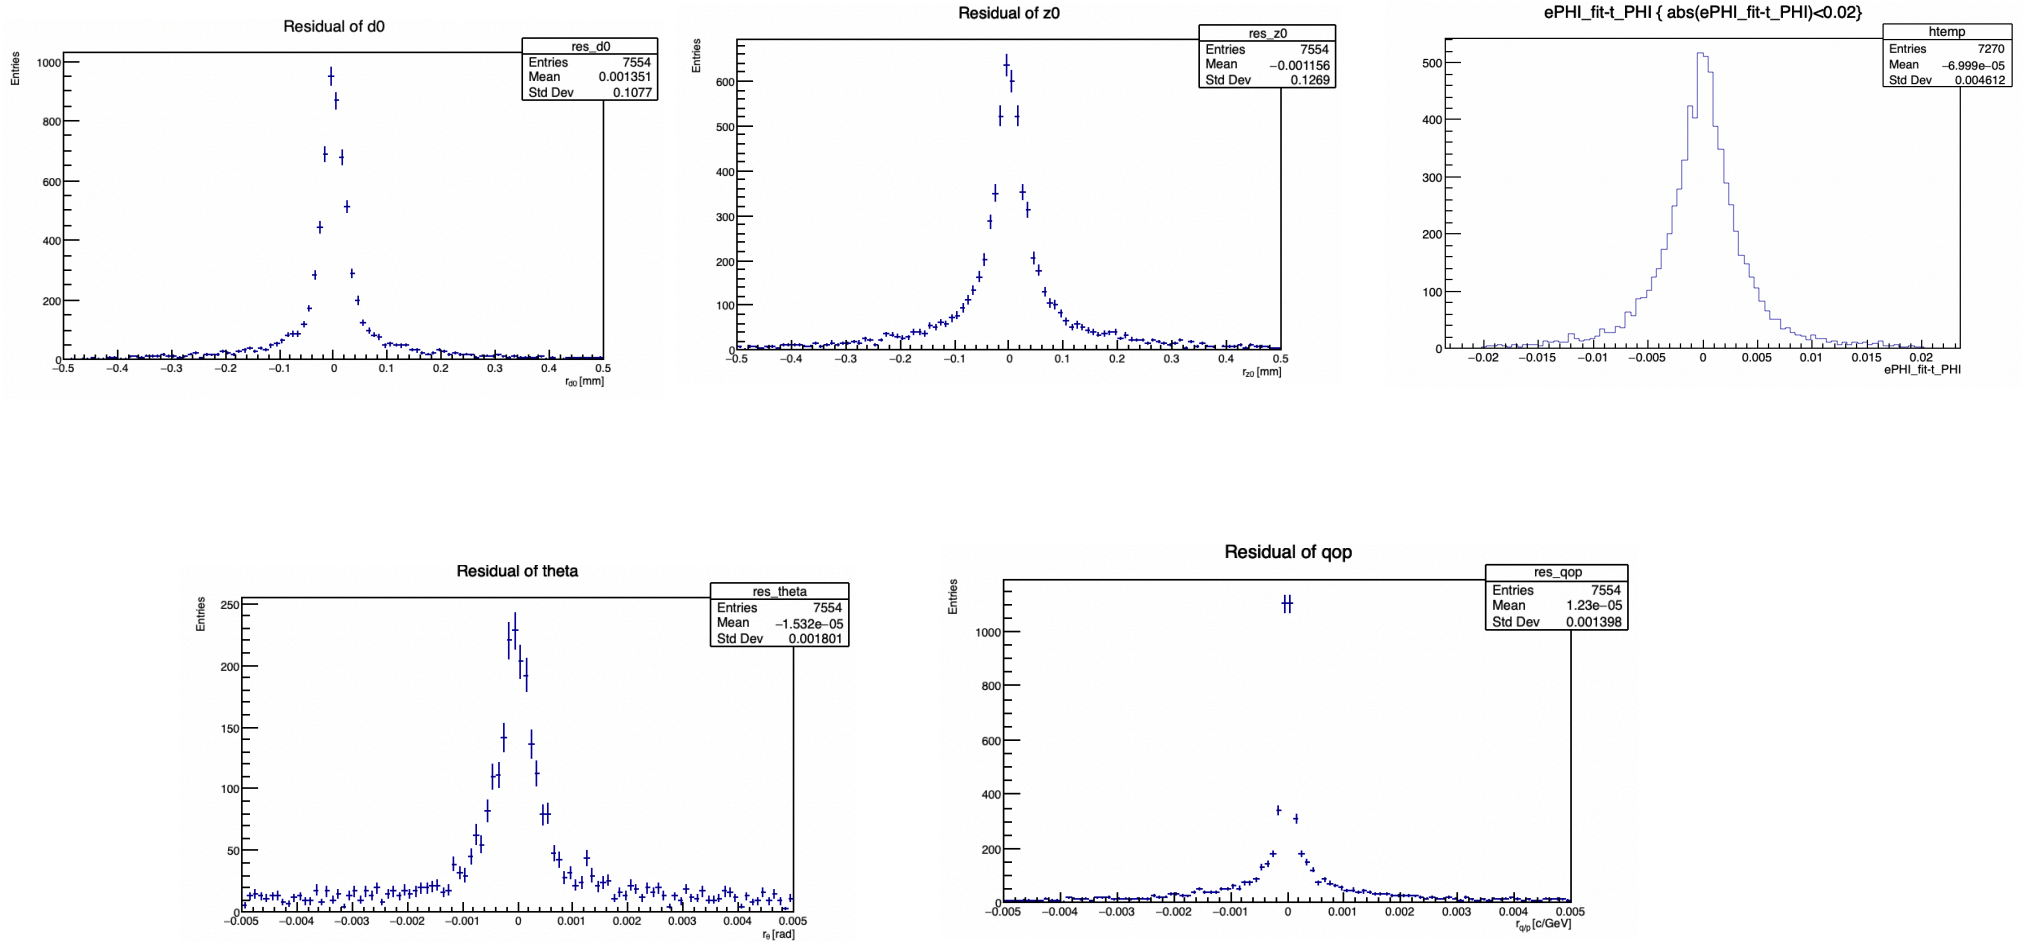 Residual of d0
Entries
res_d0
Entries 7554
Mean 0.001351
Std Dev 0.1077
1000
800
600
400
200
0
−0.5 −0.4 −0.3 −0.2 −0.1 0 0.1 0.2 0.3 0.4 0.5
r_d0 [mm]
Residual of z0
Entries
res_z0
Entries 7554
Mean −0.001156
Std Dev 0.1269
600
500
400
300
200
100
0
−0.5 −0.4 −0.3 −0.2 −0.1 0 0.1 0.2 0.3 0.4 0.5
r_z0 [mm]
ePHI_fit-t_PHI { abs(ePHI_fit-t_PHI)<0.02}
htemp
Entries 7270
Mean −6.999e−05
Std Dev 0.004612
500
400
300
200
100
0
−0.02 −0.015 −0.01 −0.005 0 0.005 0.01 0.015 0.02
ePHI_fit-t_PHI
Residual of theta
Entries
res_theta
Entries 7554
Mean −1.532e−05
Std Dev 0.001801
250
200
150
100
50
0
−0.005 −0.004 −0.003 −0.002 −0.001 0 0.001 0.002 0.003 0.004 0.005
r_θ [rad]
Residual of qop
Entries
res_qop
Entries 7554
Mean 1.23e−05
Std Dev 0.001398
1000
800
600
400
200
0
−0.005 −0.004 −0.003 −0.002 −0.001 0 0.001 0.002 0.003 0.004 0.005
r_q/p [c/GeV]